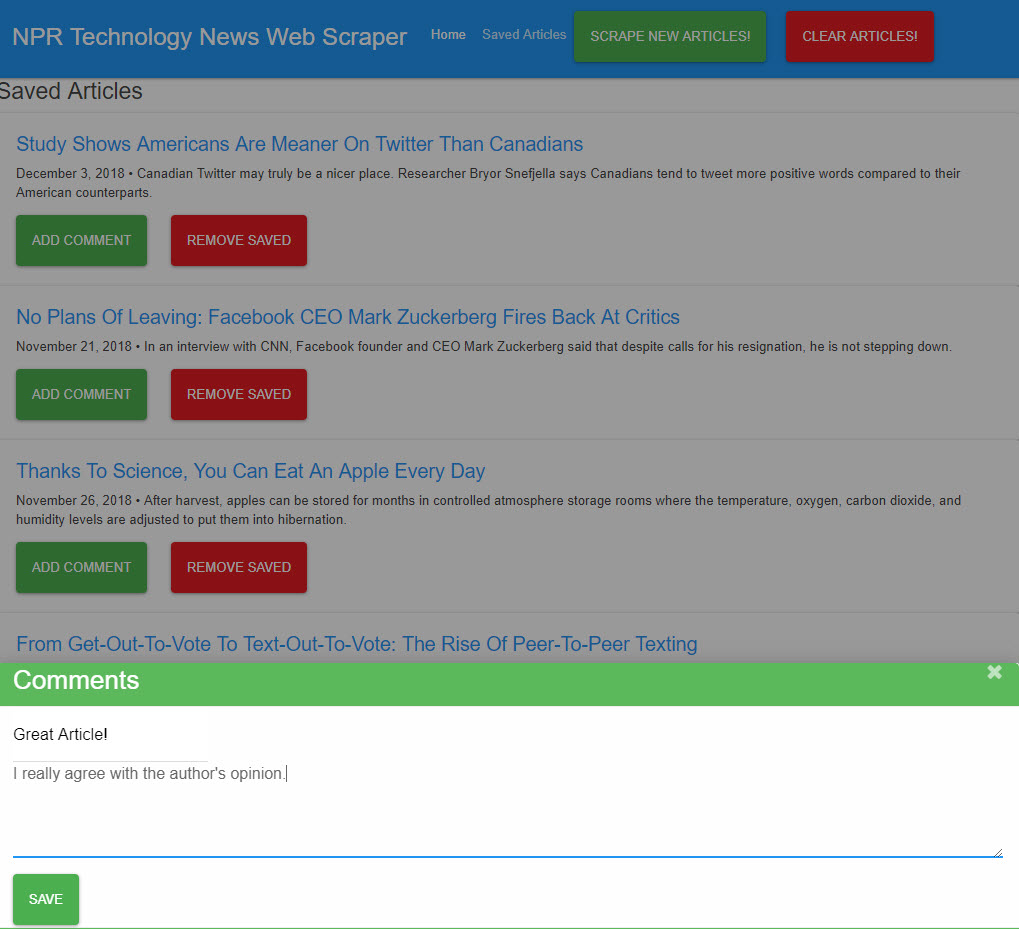 NPR Technology News Web Scraper Home Saved Articles SCRAPE NEW ARTICLES! CLEAR ARTICLES!
Saved Articles
Study Shows Americans Are Meaner On Twitter Than Canadians
December 3, 2018 • Canadian Twitter may truly be a nicer place. Researcher Bryor Snefjella says Canadians tend to tweet more positive words compared to their
American counterparts.
ADD COMMENT REMOVE SAVED
No Plans Of Leaving: Facebook CEO Mark Zuckerberg Fires Back At Critics
November 21, 2018 • In an interview with CNN, Facebook founder and CEO Mark Zuckerberg said that despite calls for his resignation, he is not stepping down.
ADD COMMENT REMOVE SAVED
Thanks To Science, You Can Eat An Apple Every Day
November 26, 2018 • After harvest, apples can be stored for months in controlled atmosphere storage rooms where the temperature, oxygen, carbon dioxide, and
humidity levels are adjusted to put them into hibernation.
ADD COMMENT REMOVE SAVED
From Get-Out-To-Vote To Text-Out-To-Vote: The Rise Of Peer-To-Peer Texting
Comments
Great Article!
I really agree with the author's opinion.
SAVE